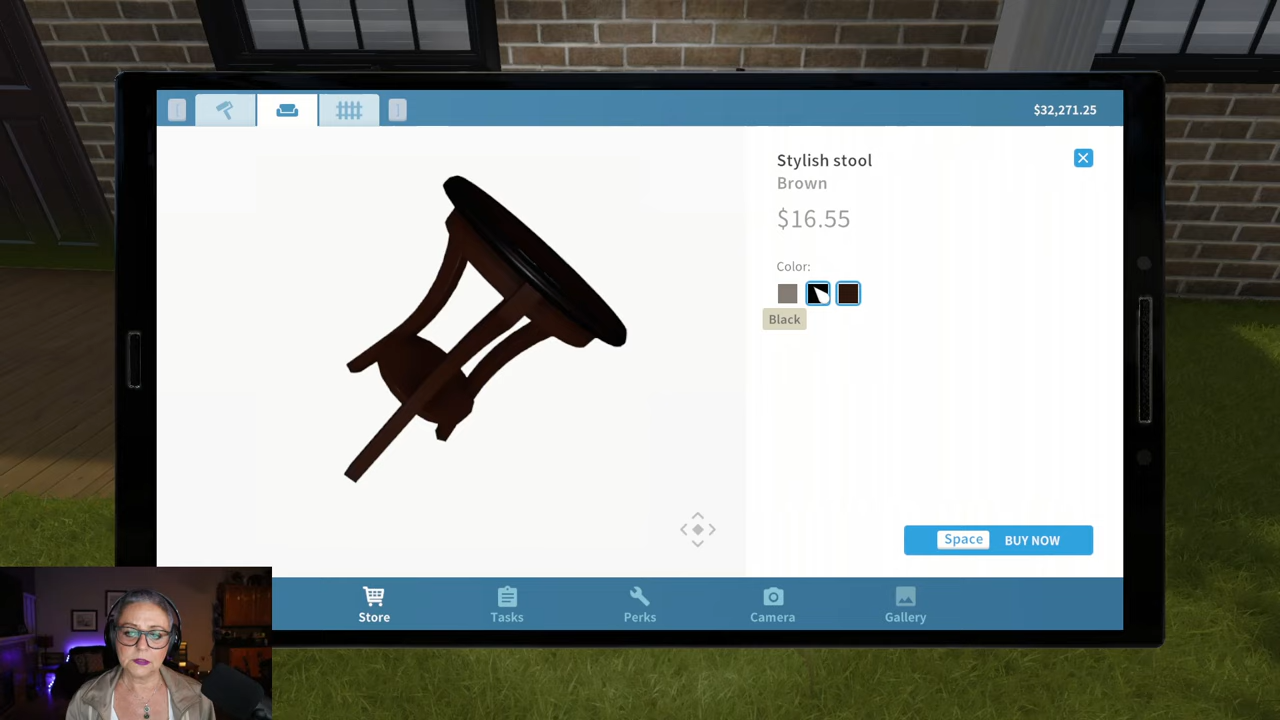 $32,271.25
Stylish stool
Brown
$16.55
Color:
Black
Space BUY NOW
Store Tasks Perks Camera Gallery